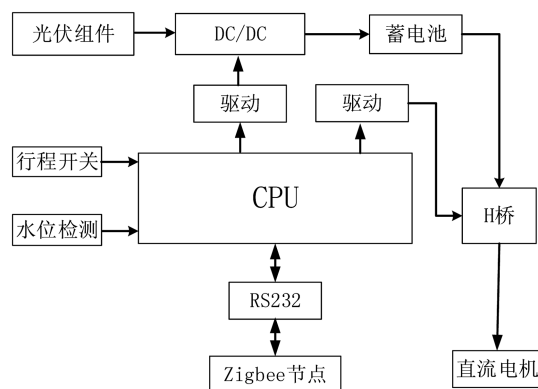 光伏组件
DC/DC
蓄电池
驱动
驱动
行程开关
CPU
水位检测
H桥
RS232
Zigbee节点
直流电机